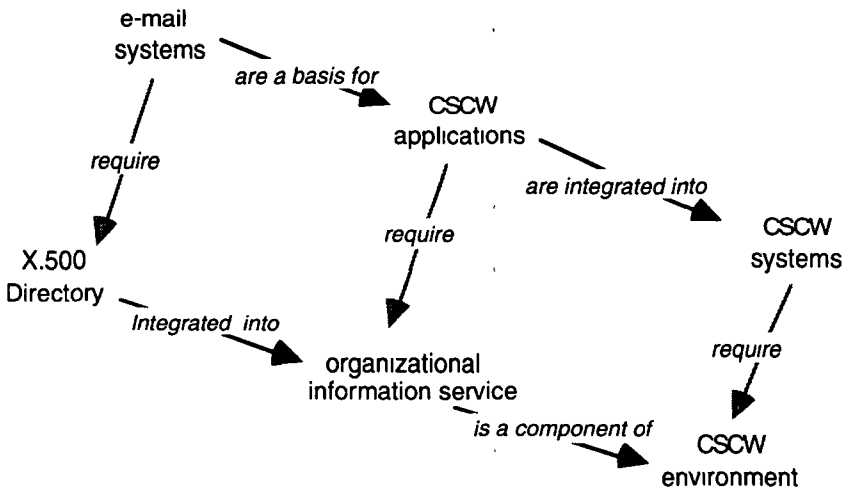 e-mail
systems
are a basis for
CSCW
applications
require
are integrated into
require
CSCW
systems
X.500
Directory
Integrated into
require
organizational
information service
is a component of
CSCW
environment